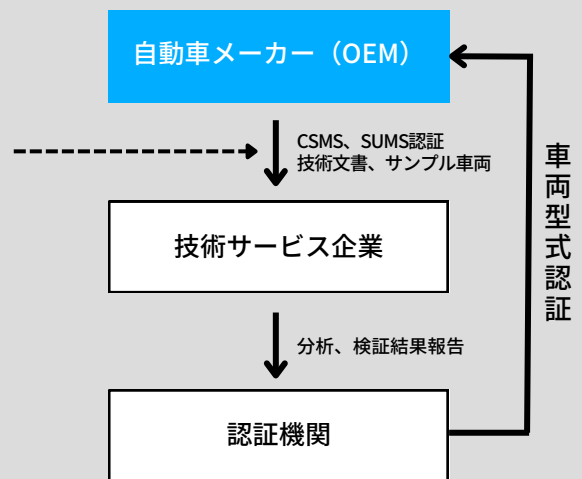 自動車メーカー（OEM）
CSMS、SUMS認証
技術文書、サンプル車両
技術サービス企業
分析、検証結果報告
認証機関
車両型式認証